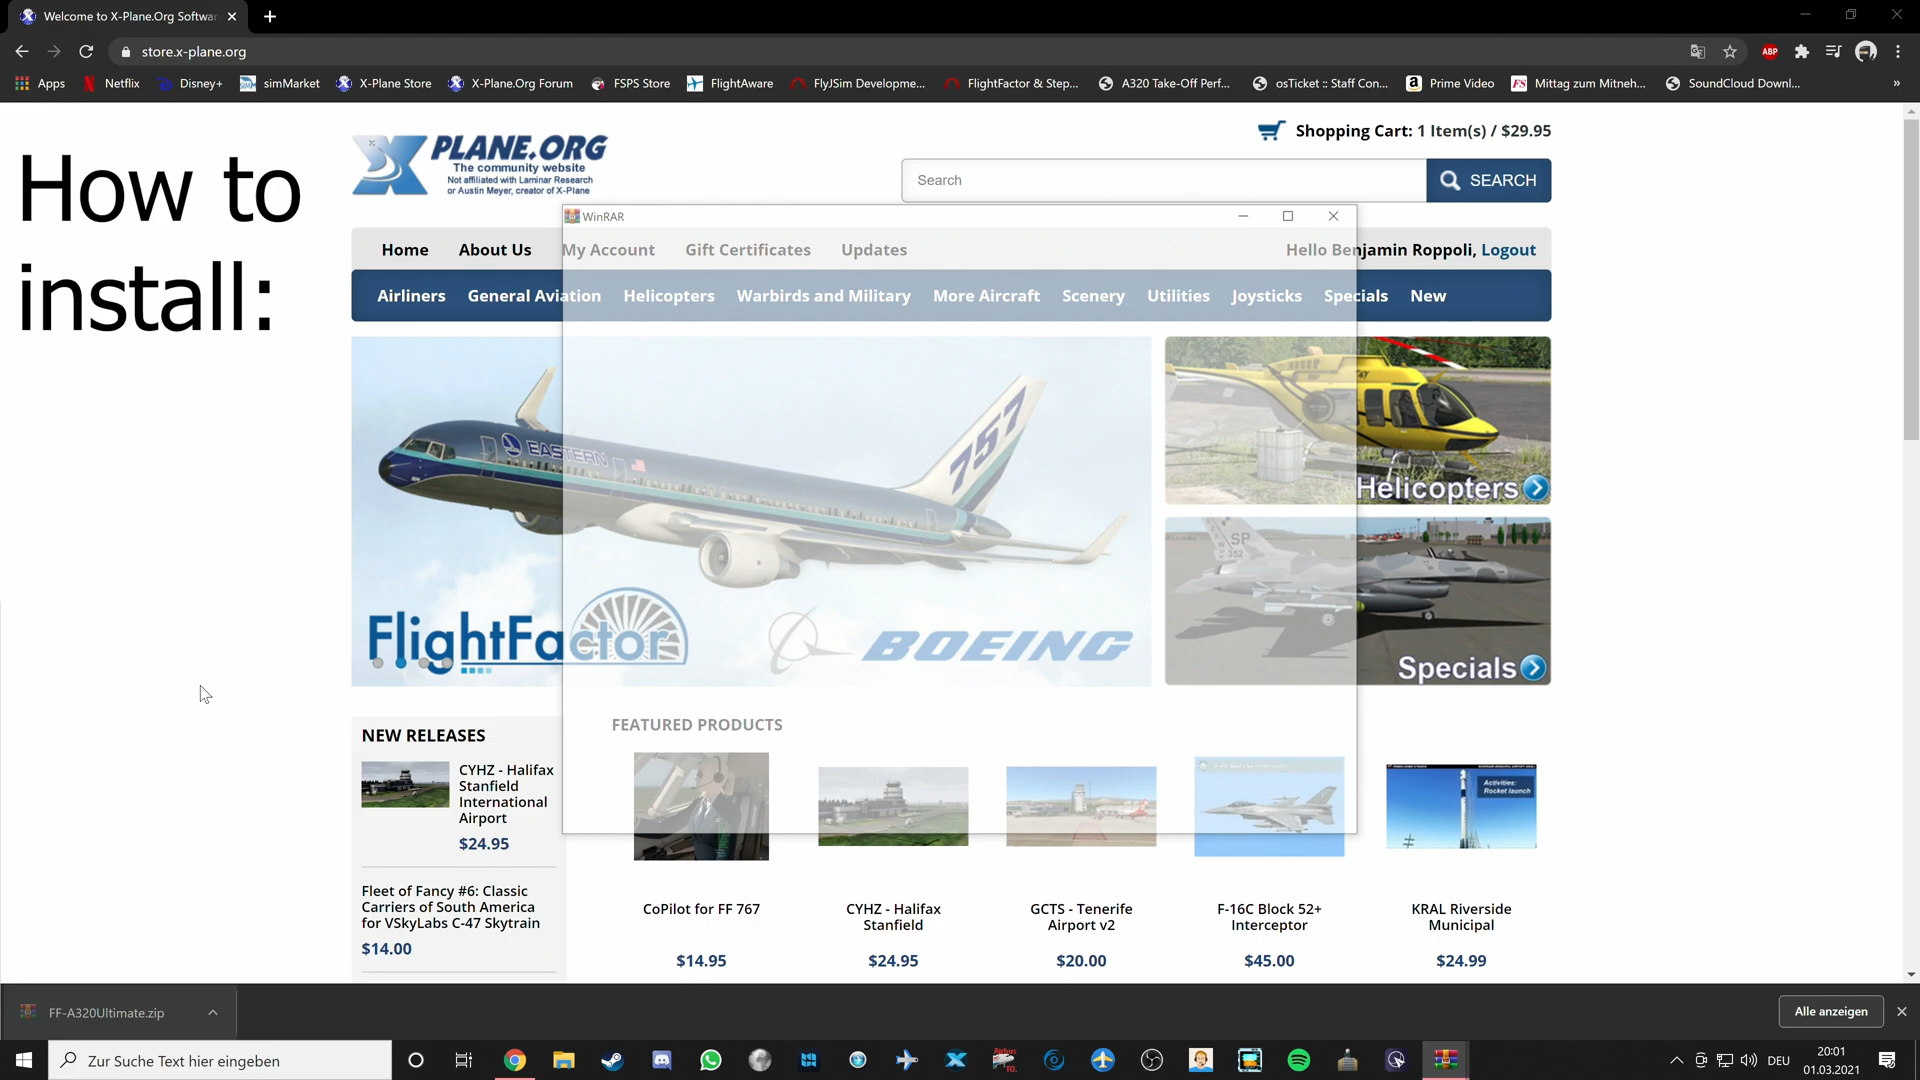 Welcome to X-Plane.Org Softwar
store.x-plane.org
ABP
Apps
Netflix
Disney+
simMarket
X-Plane Store
X-Plane.Org Forum
FSPS Store
FlightAware
FlyJSim Developme...
FlightFactor & Step...
A320 Take-Off Perf...
osTicket :: Staff Con...
Prime Video
Mittag zum Mitneh...
SoundCloud Downl...
How to
install:
PLANE.ORG
The community website
Not affiliated with Laminar Research
or Austin Meyer, creator of X-Plane
Shopping Cart: 1 Item(s) / $29.95
Search
SEARCH
WinRAR
Home
About Us
My Account
Gift Certificates
Updates
Hello Benjamin Roppoli, Logout
Airliners
General Aviation
Helicopters
Warbirds and Military
More Aircraft
Scenery
Utilities
Joysticks
Specials
New
EASTERN
757
FlightFactor
BOEING
Helicopters
SP
352
Specials
NEW RELEASES
CYHZ - Halifax
Stanfield
International
Airport
$24.95
Fleet of Fancy #6: Classic
Carriers of South America
for VSkyLabs C-47 Skytrain
$14.00
FEATURED PRODUCTS
Activities:
Rocket launch
CoPilot for FF 767
$14.95
CYHZ - Halifax
Stanfield
$24.95
GCTS - Tenerife
Airport v2
$20.00
F-16C Block 52+
Interceptor
$45.00
KRAL Riverside
Municipal
$24.99
FF-A320Ultimate.zip
Alle anzeigen
Zur Suche Text hier eingeben
DEU
20:01
01.03.2021